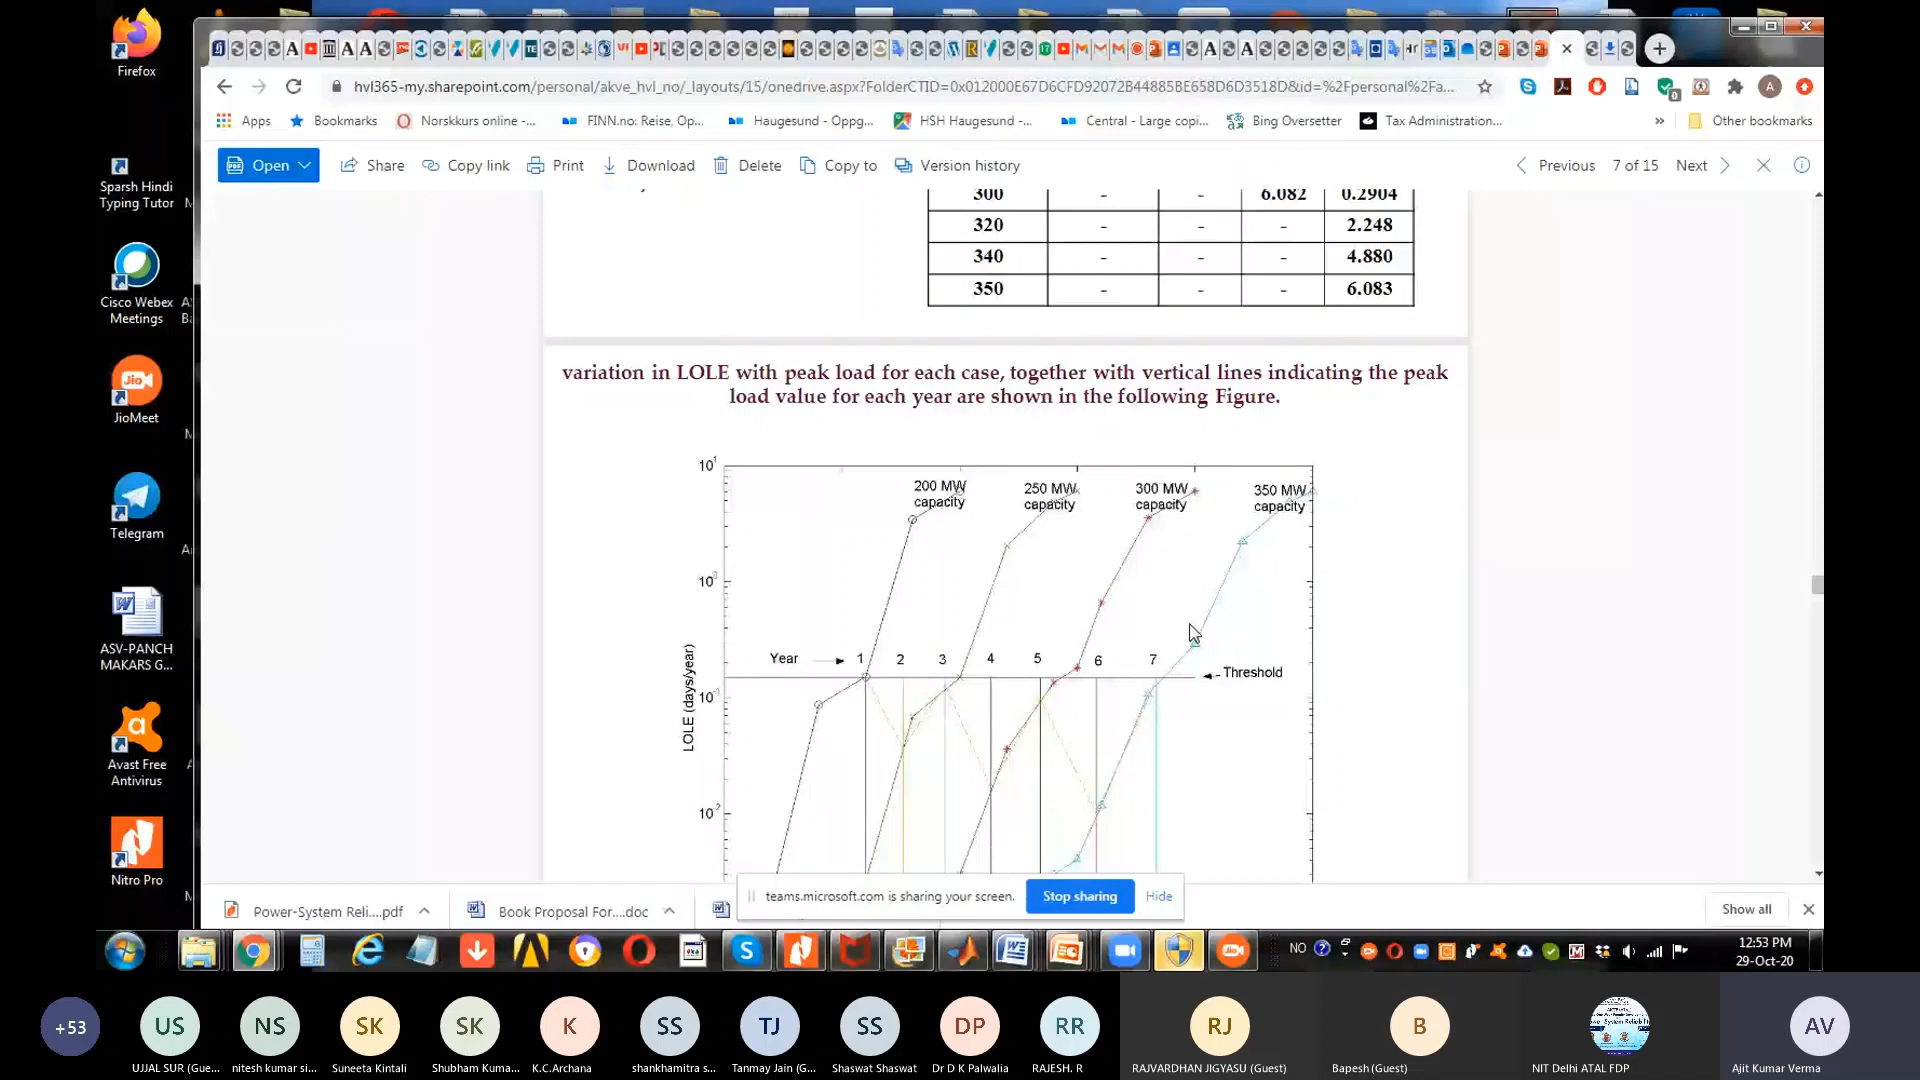 Firefox
hvl365-my.sharepoint.com/personal/akve_hvl_no/_layouts/15/onedrive.aspx?FolderCTID=0x012000E67D6CFD92072B44885BE658D6D3518D&id=%2Fpersonal%2Fa...
Apps
Bookmarks
Norskkurs online -...
FINN.no: Reise, Op...
Haugesund - Oppg...
HSH Haugesund -...
Central - Large copi...
Bing Oversetter
Tax Administration...
»
Other bookmarks
Open
Share
Copy link
Print
Download
Delete
Copy to
Version history
Previous
7 of 15
Next
Sparsh Hindi
Typing Tutor
Cisco Webex
Meetings
JioMeet
Telegram
ASV-PANCH
MAKARS G...
Avast Free
Antivirus
Nitro Pro
300 - - 6.082 0.2904
320 - - - 2.248
340 - - - 4.880
350 - - - 6.083
variation in LOLE with peak load for each case, together with vertical lines indicating the peak
load value for each year are shown in the following Figure.
10¹
200 MW
capacity
250 MW
capacity
300 MW
capacity
350 MW
capacity
10⁰
Year
1 2 3 4 5 6 7
Threshold
10⁻¹
LOLE (days/year)
10⁻²
teams.microsoft.com is sharing your screen.
Stop sharing
Hide
Power-System Reli....pdf
Book Proposal For....doc
Show all
NO
12:53 PM
29-Oct-20
+53
US
NS
SK
SK
K
SS
TJ
SS
DP
RR
RJ
B
AV
UJJAL SUR (Gue...
nitesh kumar si...
Suneeta Kintali
Shubham Kuma...
K.C.Archana
shankhamitra s...
Tanmay Jain (G...
Shaswat Shaswat
Dr D K Palwalia
RAJESH. R
RAJVARDHAN JIGYASU (Guest)
Bapesh (Guest)
NIT Delhi ATAL FDP
Ajit Kumar Verma